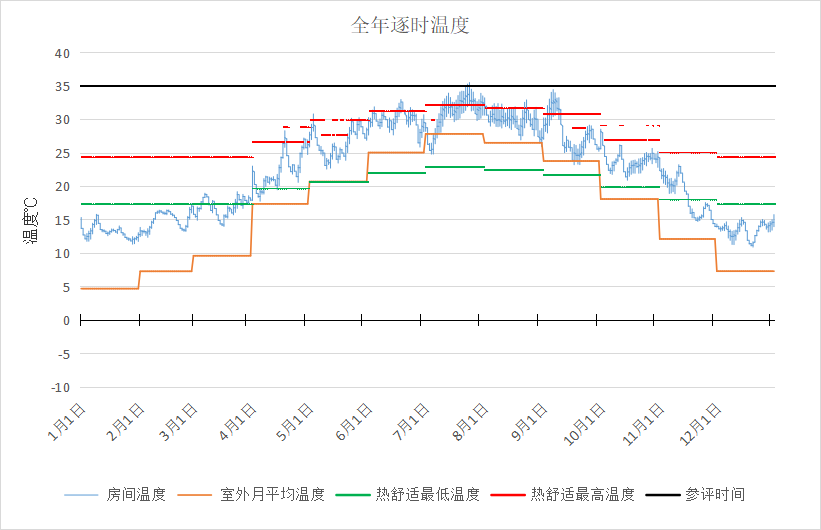 全年逐时温度
温度℃
40
35
30
25
20
15
10
5
0
-5
-10
1月1日
2月1日
3月1日
4月1日
5月1日
6月1日
7月1日
8月1日
9月1日
10月1日
11月1日
12月1日
房间温度 室外月平均温度 热舒适最低温度 热舒适最高温度 参评时间